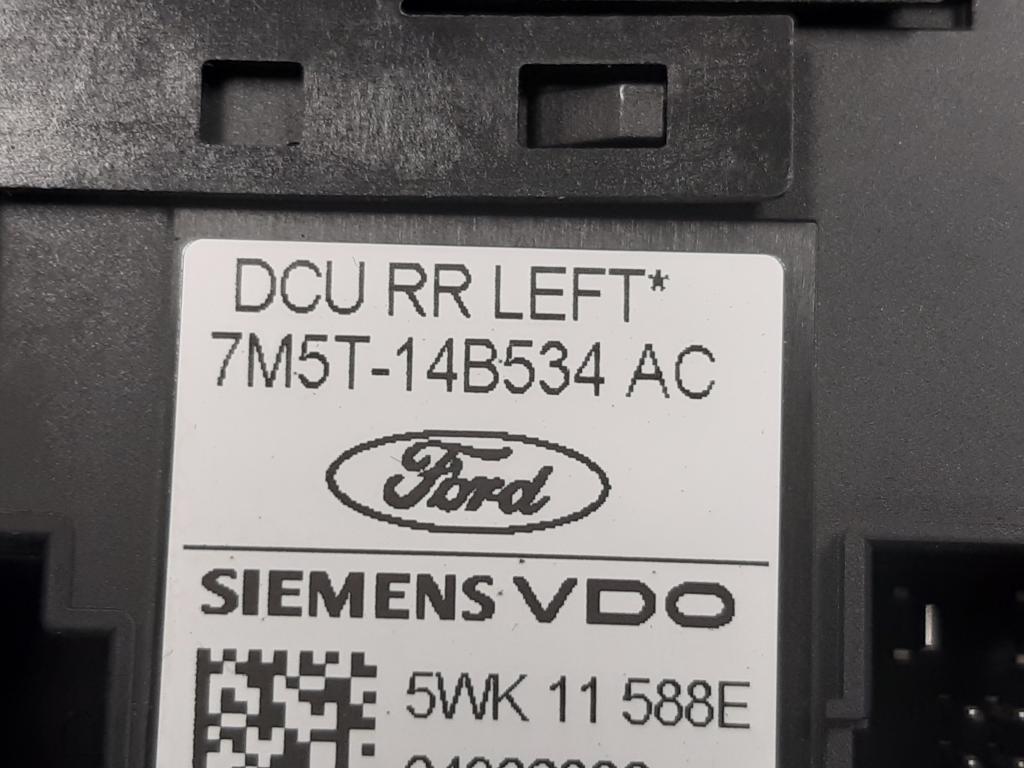 DCU RR LEFT*
7M5T-14B534 AC
Ford
SIEMENS VDO
5WK 11 588E